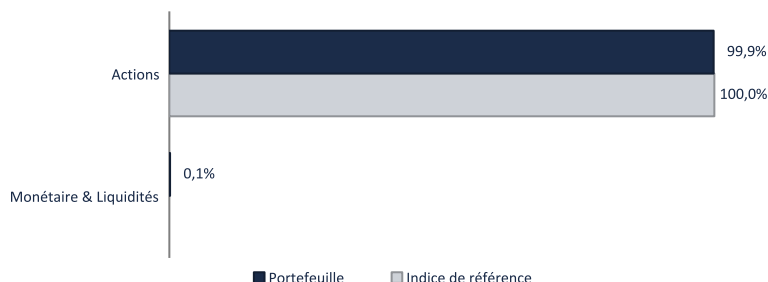 99,9%
Actions
100,0%
0,1%
Monétaire & Liquidités
Portefeuille Indice de référence